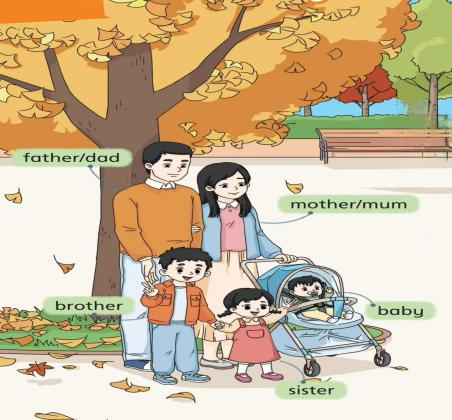 father/dad
mother/mum
brother
baby
sister